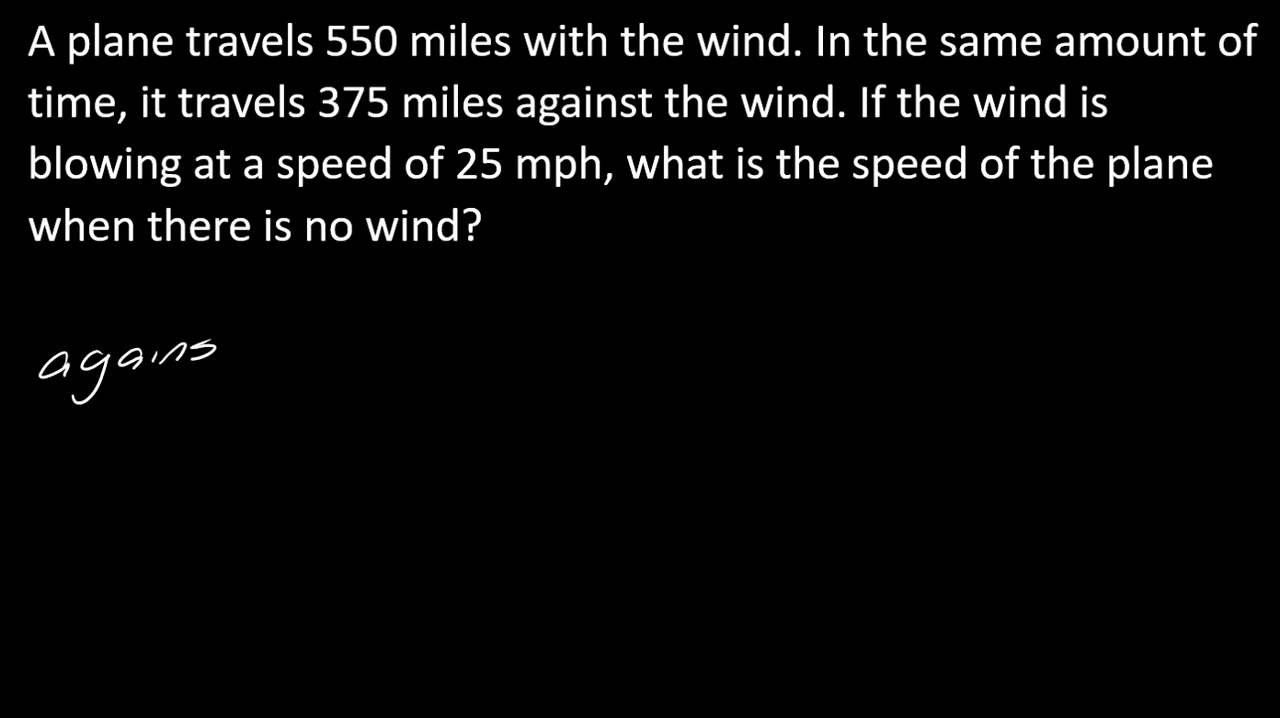 A plane travels 550 miles with the wind. In the same amount of
time, it travels 375 miles against the wind. If the wind is
blowing at a speed of 25 mph, what is the speed of the plane
when there is no wind?
agains